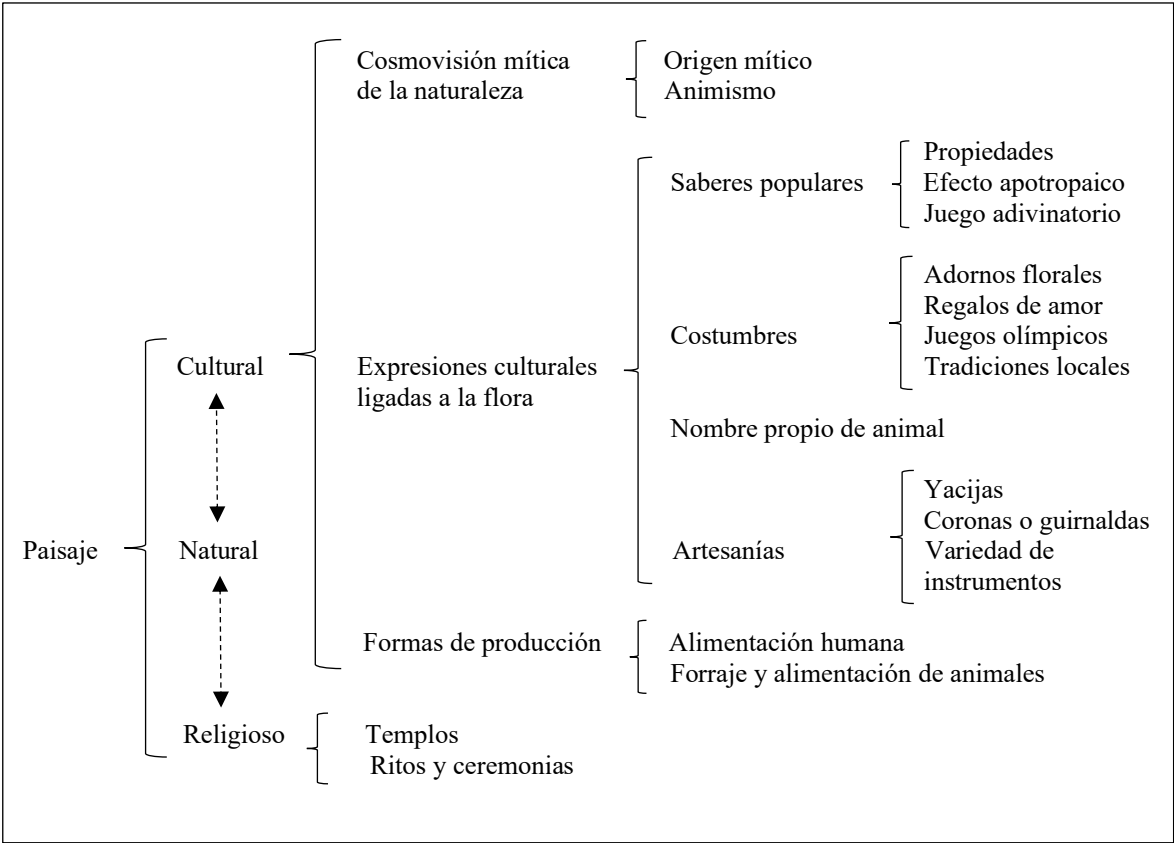 Cosmovisión mítica
de la naturaleza
Origen mítico
Animismo
Saberes populares
Propiedades
Efecto apotropaico
Juego adivinatorio
Costumbres
Adornos florales
Regalos de amor
Juegos olímpicos
Tradiciones locales
Cultural
Expresiones culturales
ligadas a la flora
Nombre propio de animal
Artesanías
Yacijas
Coronas o guirnaldas
Variedad de
instrumentos
Paisaje
Natural
Formas de producción
Alimentación humana
Forraje y alimentación de animales
Religioso
Templos
Ritos y ceremonias